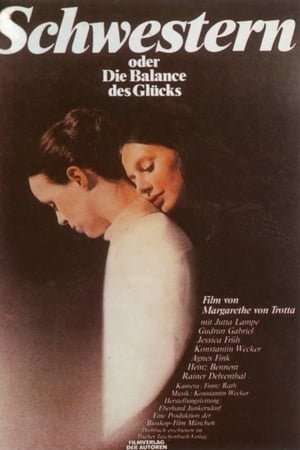 Schwestern
oder
Die Balance
des Glücks
Film von
Margarethe von Trotta
mit Jutta Lampe
Gudrun Gabriel
Jessica Früh
Konstantin Wecker
Agnes Fink
Heinz Bennent
Rainer Delventhal
Kamera: Franz Rath
Musik: Konstantin Wecker
Herstellungsleitung:
Eberhard Junkersdorf
Eine Produktion der
Bioskop-Film München
Drehbuch erschienen im
Fischer Taschenbuch Verlag
FILMVERLAG
DER AUTOREN